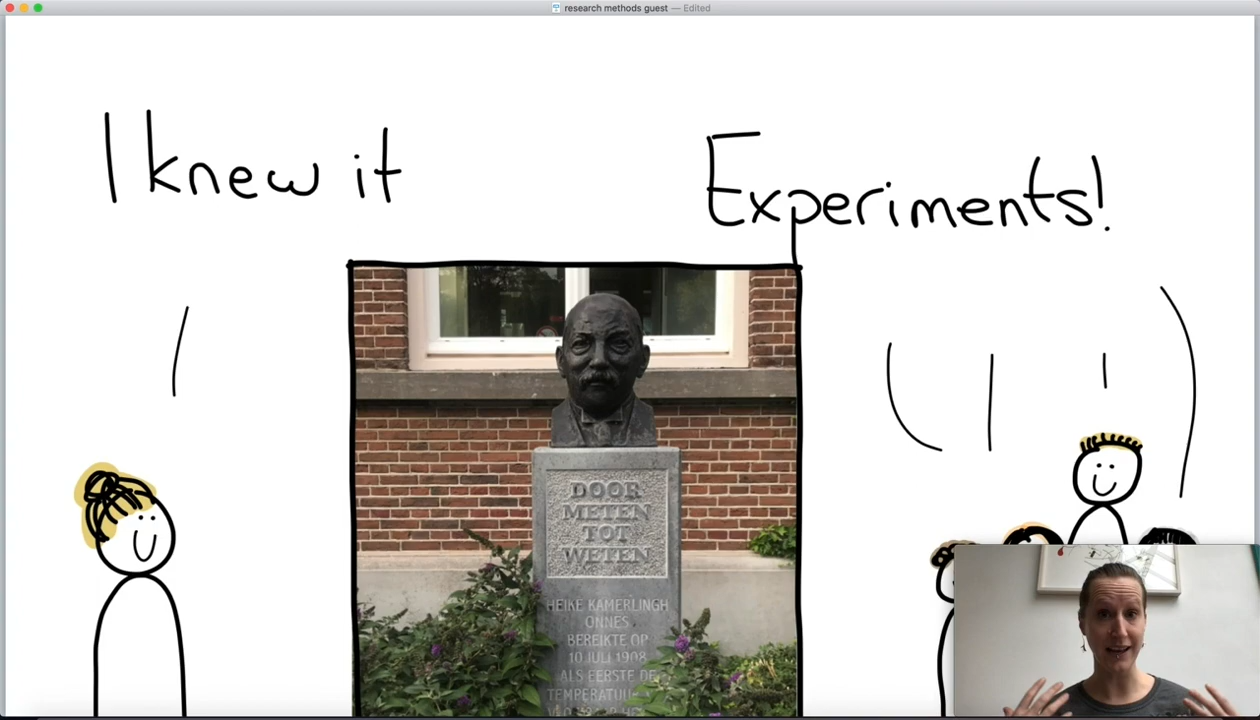 research methods guest — Edited
I knew it
Experiments!
DOOR
METEN
TOT
WETEN
HEIKE KAMERLINGH
ONNES
BEREIKTE OP
10 JULI 1908
ALS EERSTE DE